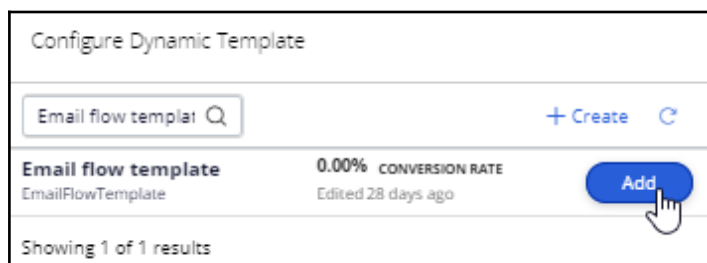 Configure Dynamic Template
Email flow templat
+ Create
Email flow template 0.00% CONVERSION RATE
EmailFlowTemplate Edited 28 days ago
Add
Showing 1 of 1 results